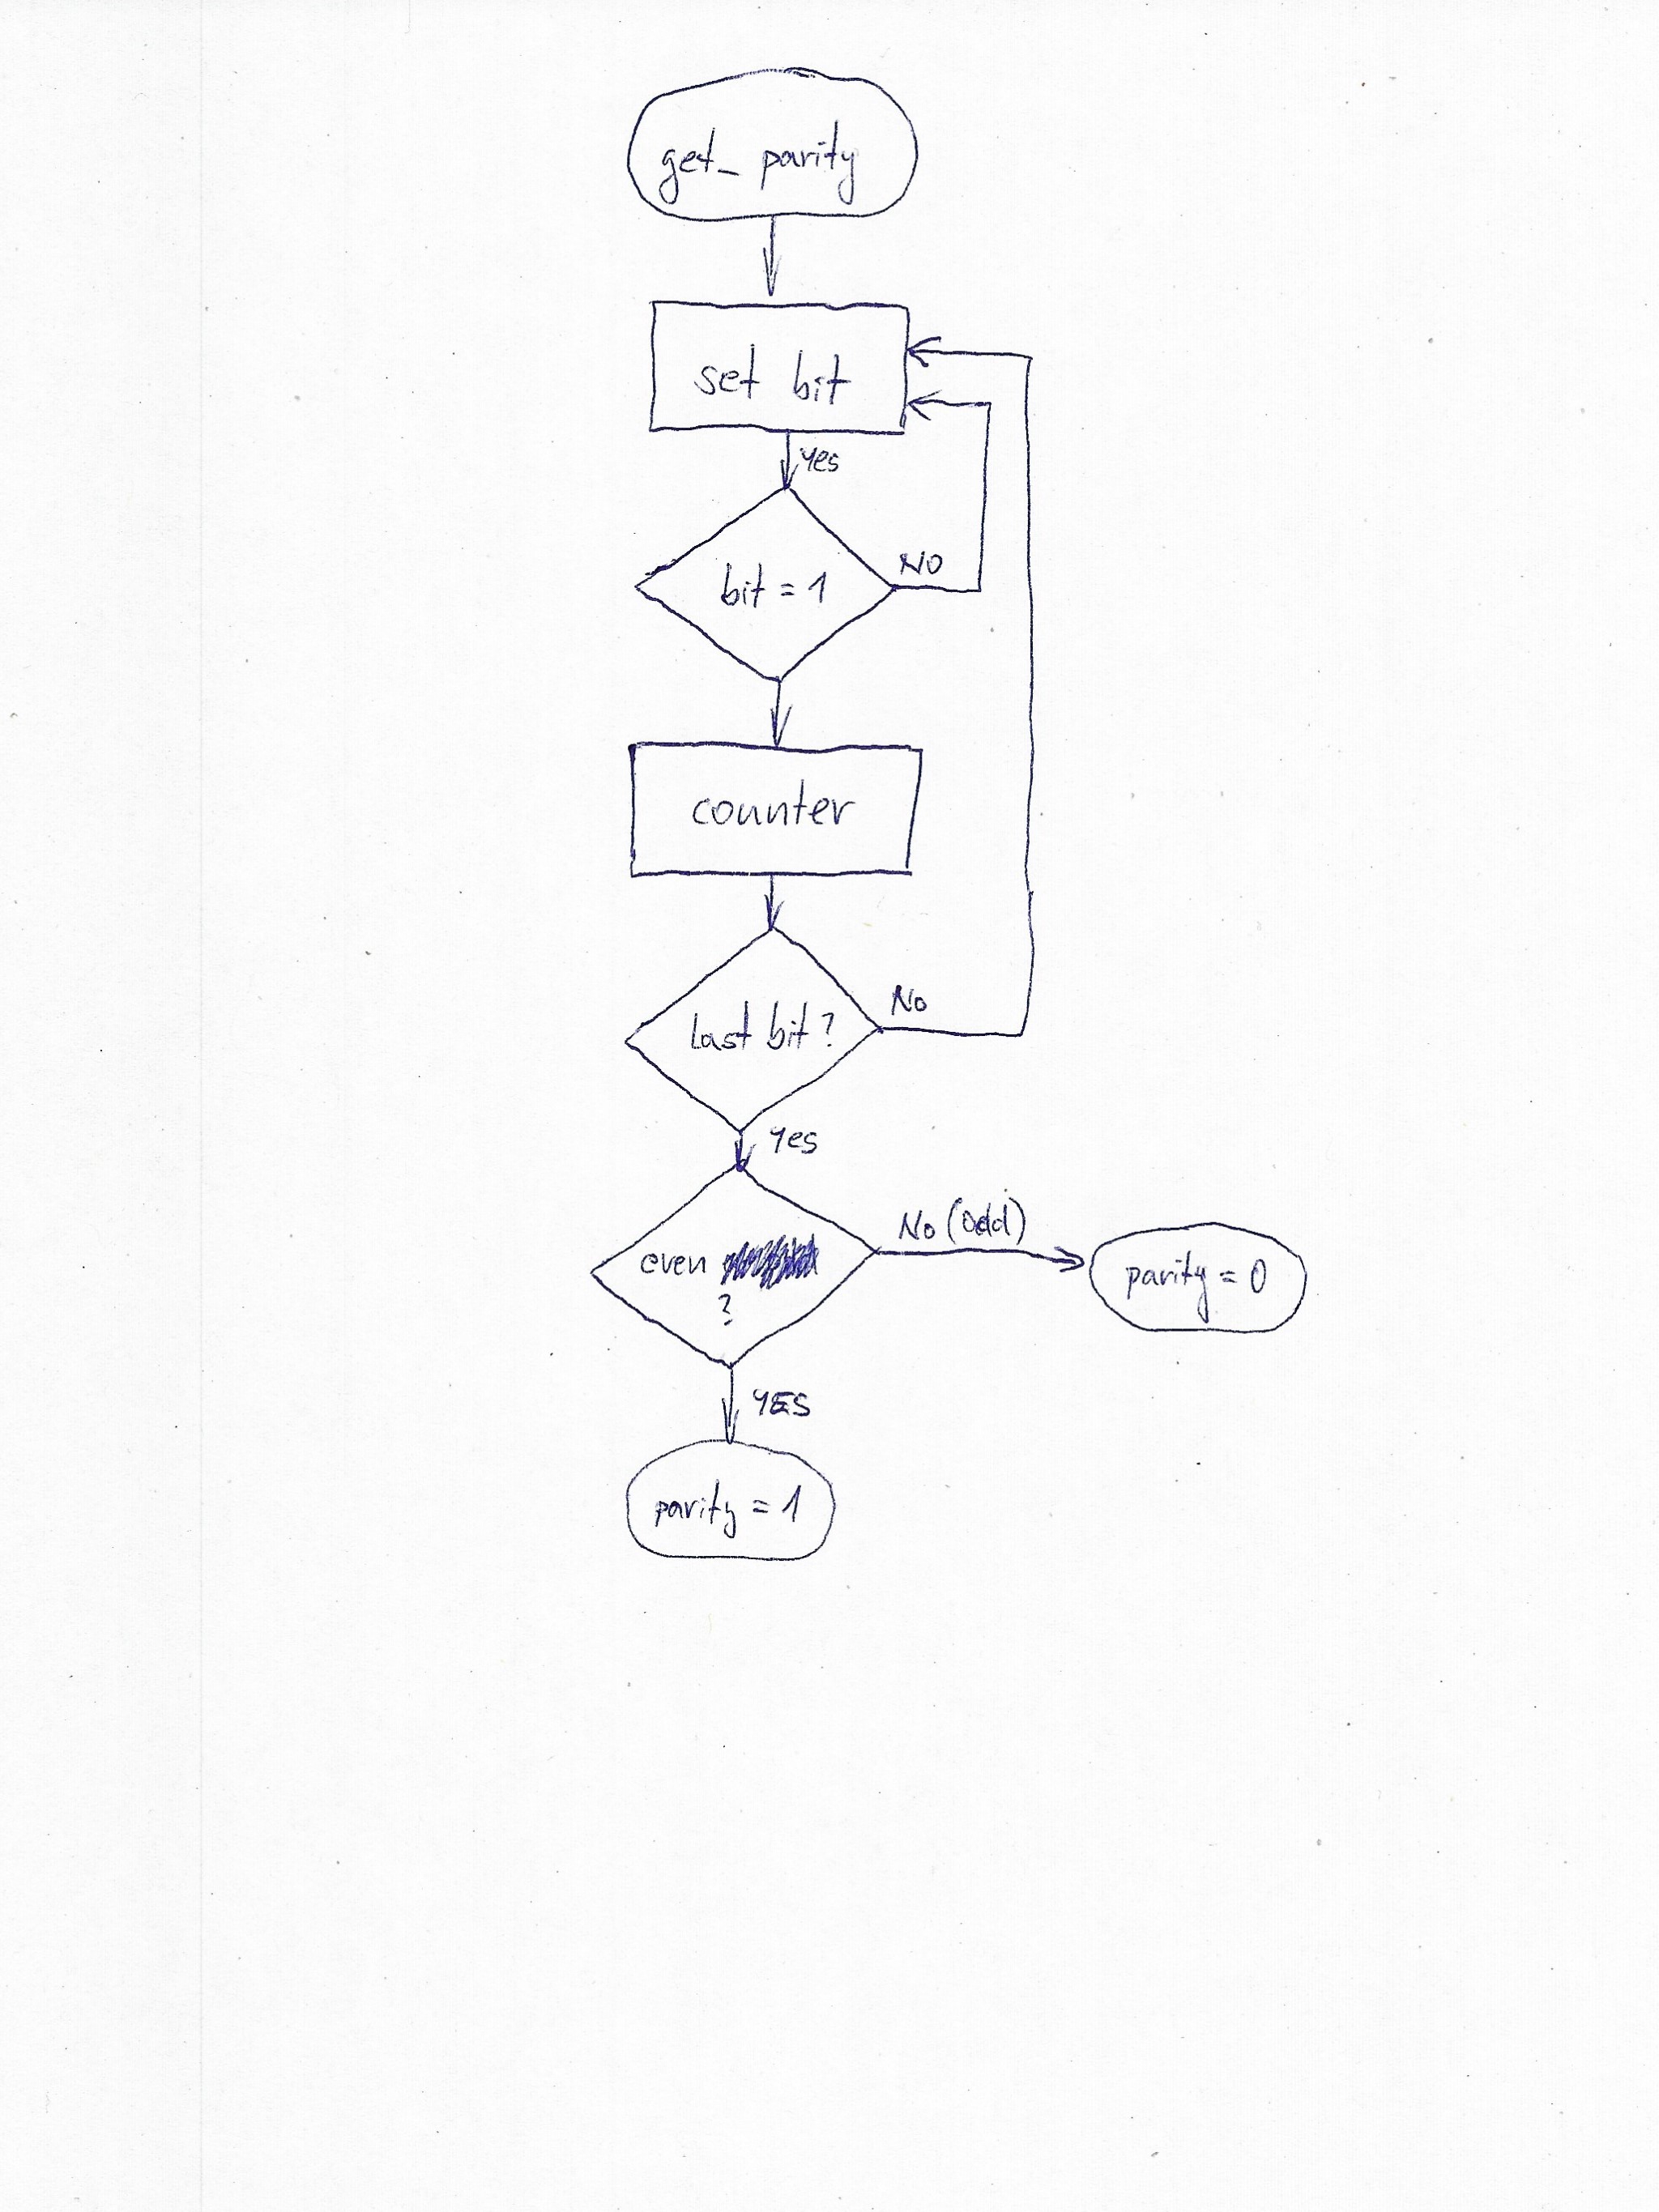 get_ parity
set bit
Yes
bit = 1
NO
counter
Last bit ?
No
Yes
even
?
No (odd)
parity = 0
YES
parity = 1